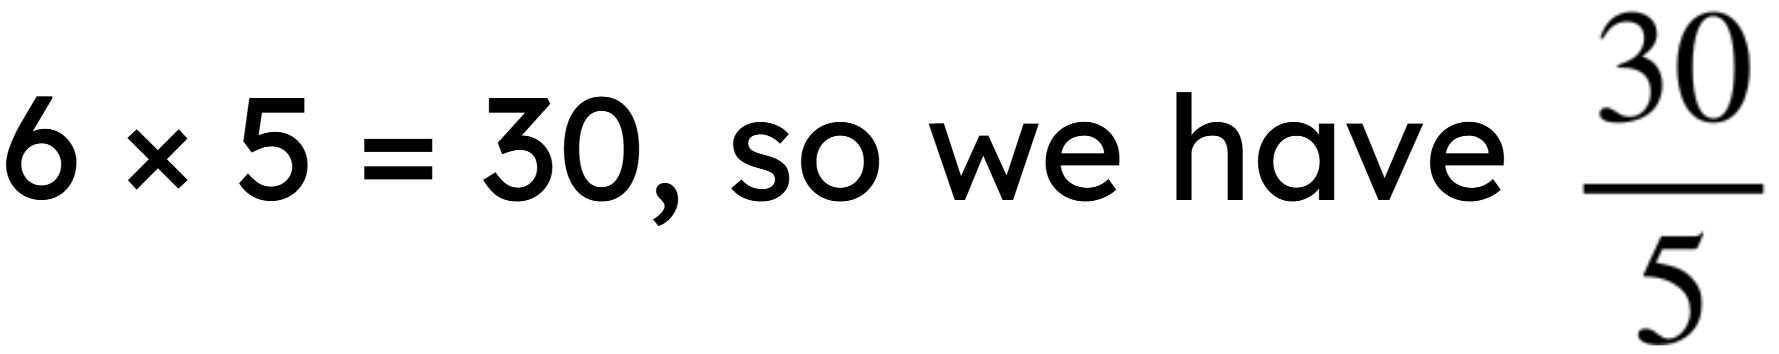 6 × 5 = 30, so we have 30/5